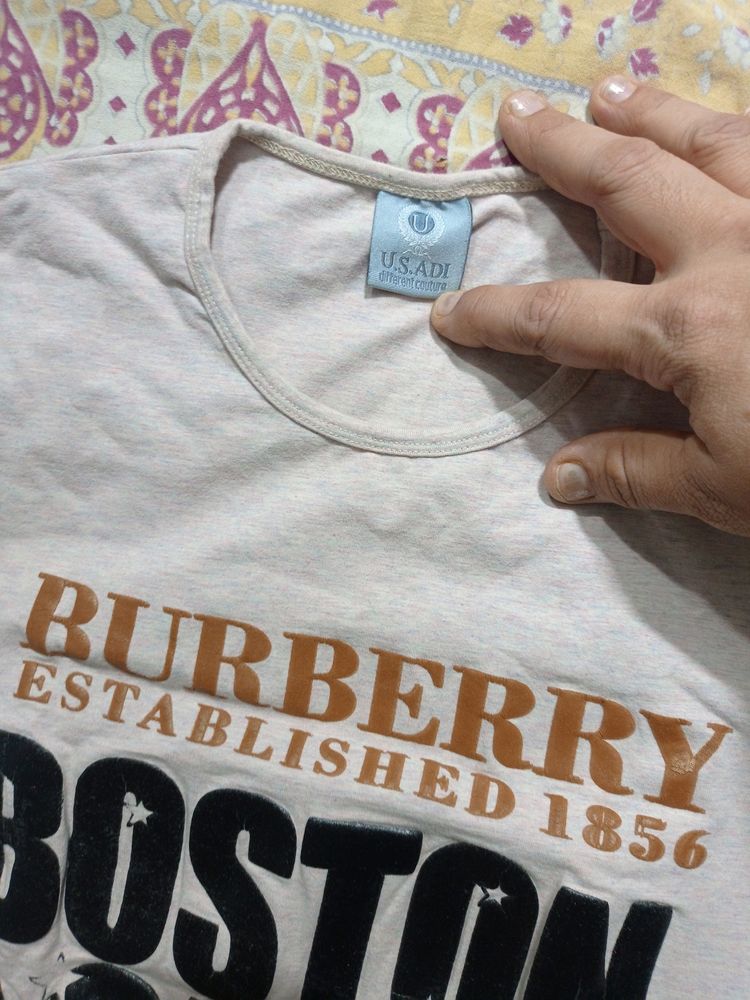 U
U.S.ADI
different couture
BURBERRY
ESTABLISHED 1856
BOSTON